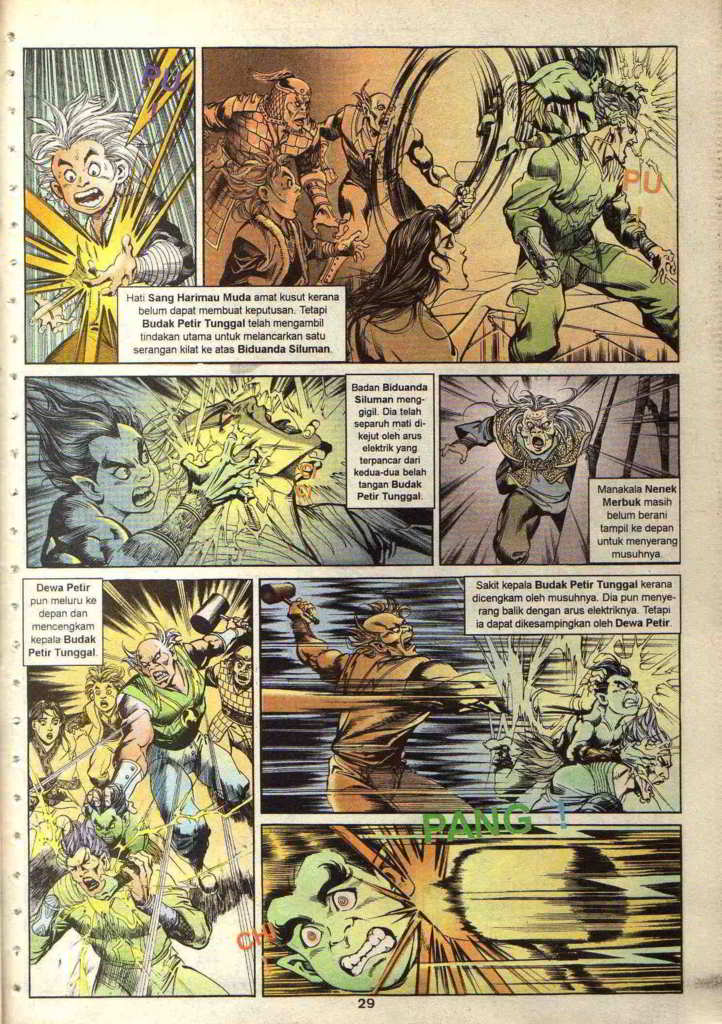 PU
Hati Sang Harimau Muda amat kusut kerana
belum dapat membuat keputusan. Tetapi
Budak Petir Tunggal telah mengambil
tindakan utama untuk melancarkan satu
serangan kilat ke atas Biduanda Siluman.
PU
!
Badan Biduanda
Siluman meng-
gigil. Dia telah
separuh mati di-
kejut oleh arus
elektrik yang
terpancar dari
kedua-dua belah
tangan Budak
Petir Tunggal.
Manakala Nenek
Merbuk masih
belum berani
tampil ke depan
untuk menyerang
musuhnya.
Dewa Petir
pun meluru ke
depan dan
mencengkam
kepala Budak
Petir Tunggal.
Sakit kepala Budak Petir Tunggal kerana
dicengkam oleh musuhnya. Dia pun menye-
rang balik dengan arus elektriknya. Tetapi
ia dapat dikesampingkan oleh Dewa Petir.
PANG !
CHI
29